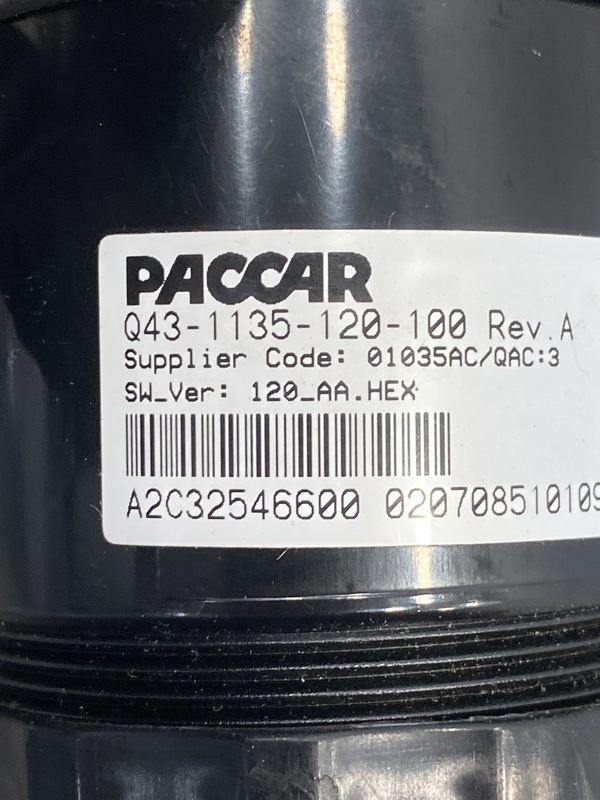 PACCAR
Q43-1135-120-100 Rev.A
Supplier Code: 01035AC/QAC:3
SW_Ver: 120_AA.HEX
A2C32546600 020708510109